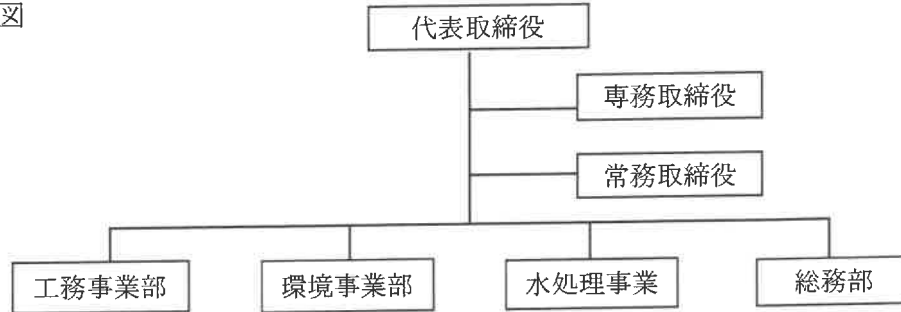 図
代表取締役
専務取締役
常務取締役
工務事業部
環境事業部
水処理事業
総務部